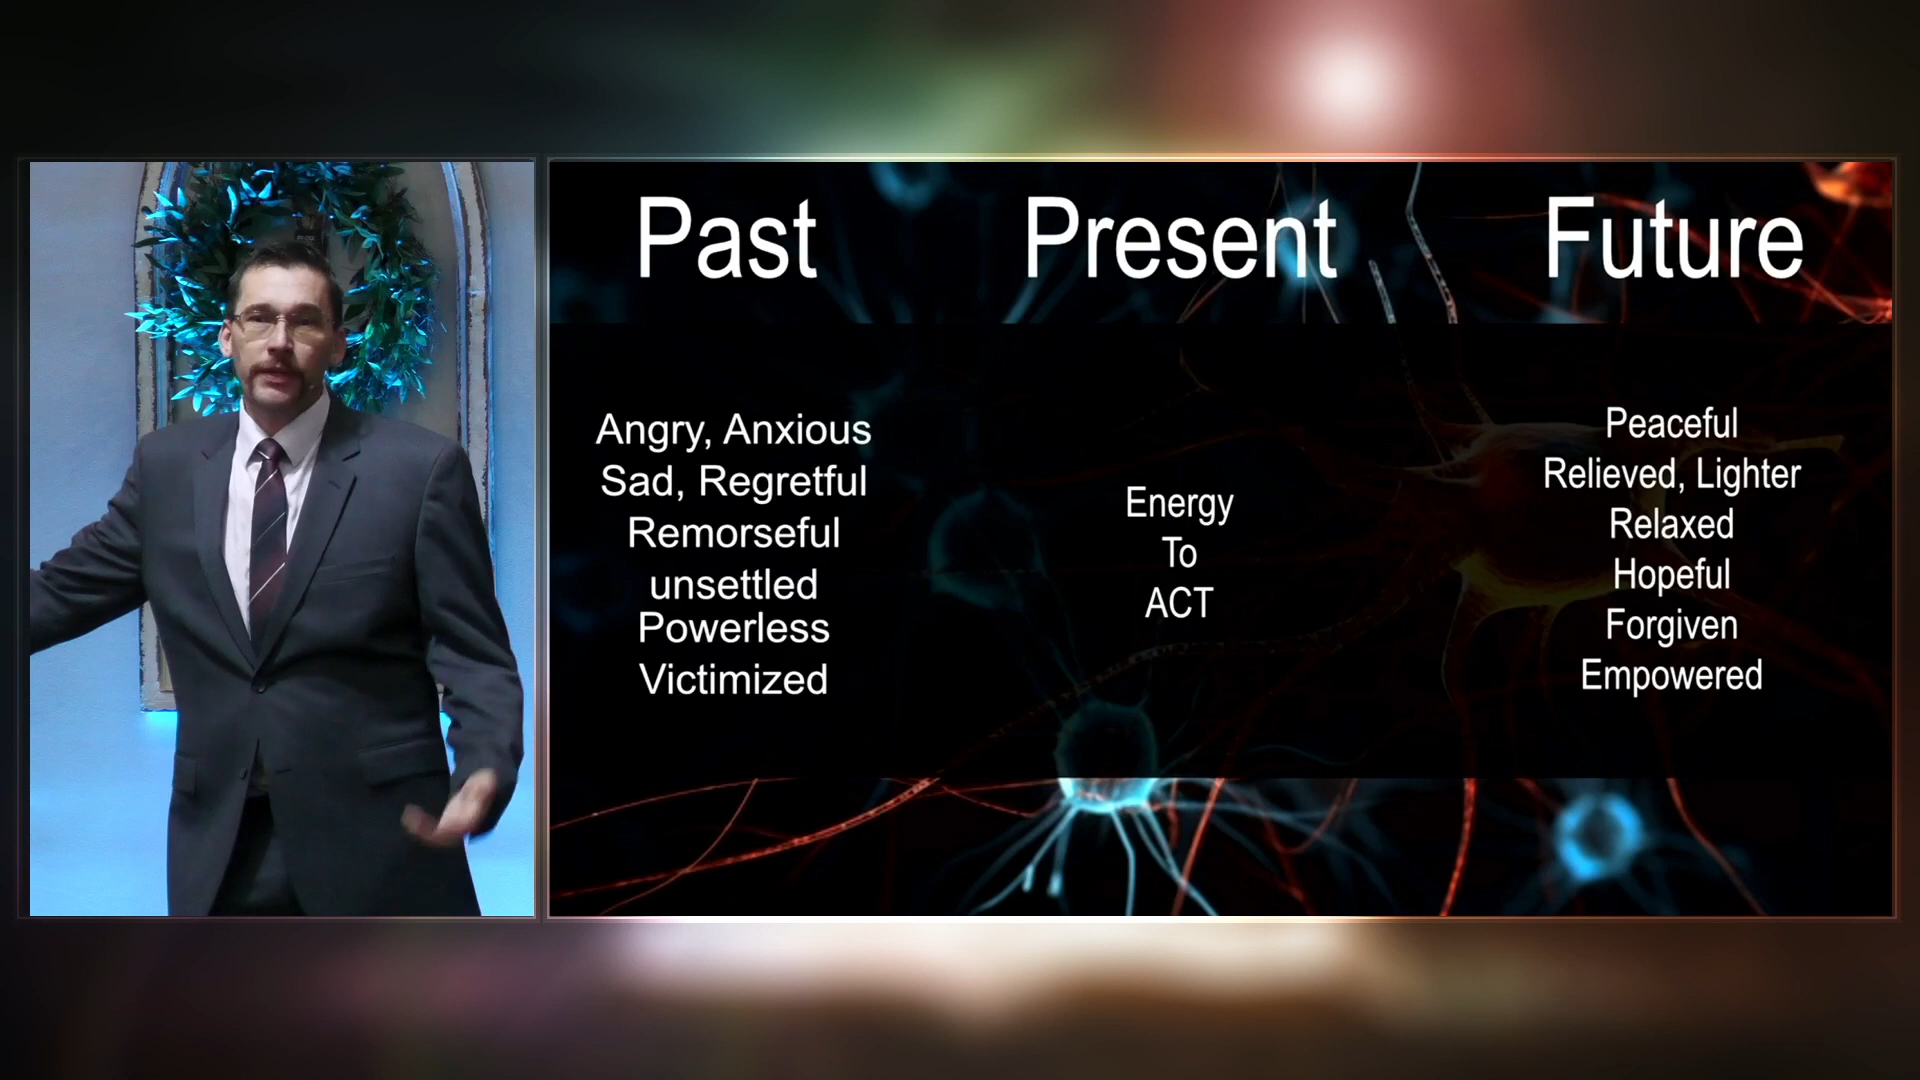 Past
Present
Future
Angry, Anxious
Sad, Regretful
Remorseful
unsettled
Powerless
Victimized
Energy
To
ACT
Peaceful
Relieved, Lighter
Relaxed
Hopeful
Forgiven
Empowered